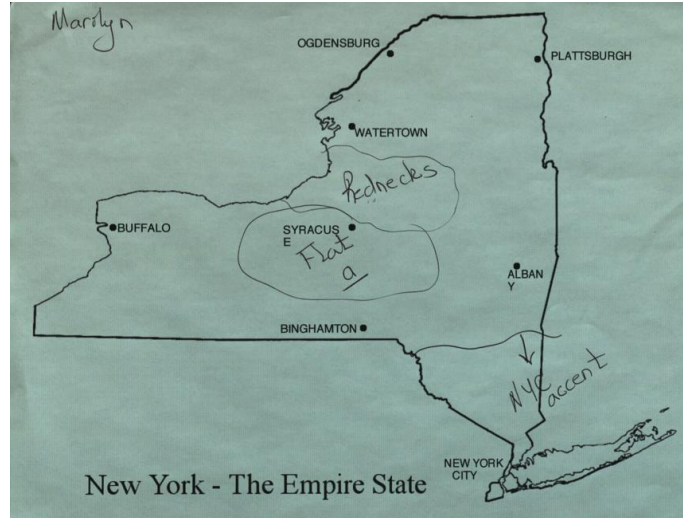 Marilyn
OGDENSBURG
PLATTSBURGH
WATERTOWN
Rednecks
BUFFALO
SYRACUS
E
Flat
a
ALBAN
Y
BINGHAMTON
NYC
accent
NEW YORK
CITY
New York - The Empire State